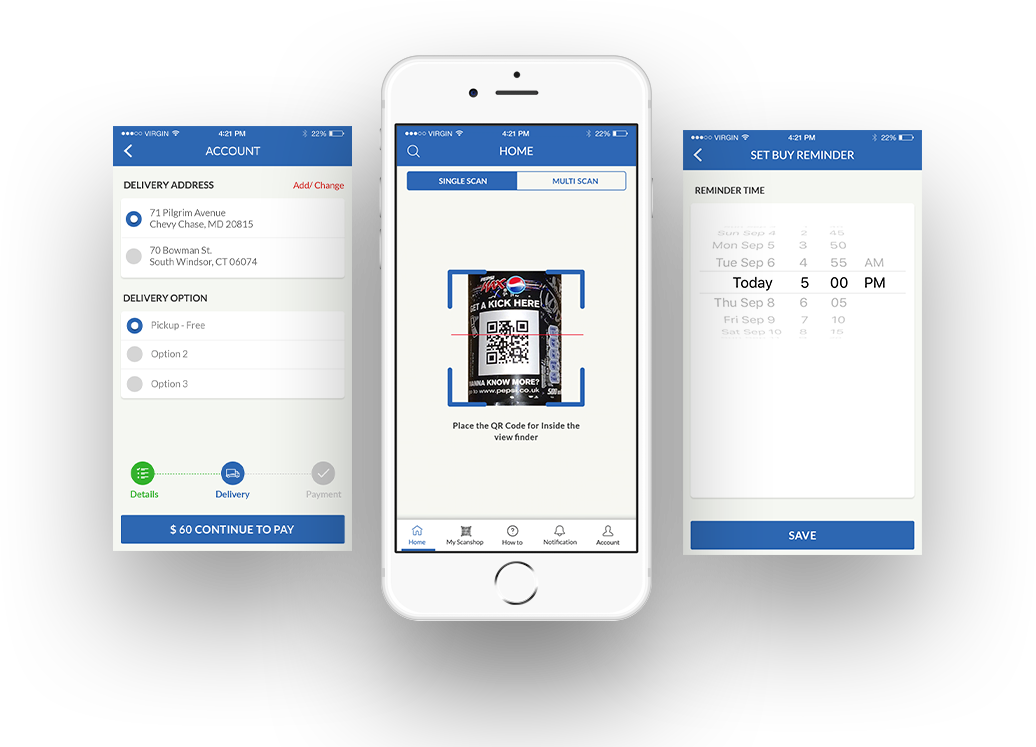 ●●●○○ VIRGIN 4:21 PM 22%
ACCOUNT
DELIVERY ADDRESS Add/ Change
71 Pilgrim Avenue
Chevy Chase, MD 20815
70 Bowman St.
South Windsor, CT 06074
DELIVERY OPTION
Pickup - Free
Option 2
Option 3
Details Delivery Payment
$ 60 CONTINUE TO PAY
●●●○○ VIRGIN 4:21 PM 22%
HOME
SINGLE SCAN MULTI SCAN
PEPSI
MAX
GET A KICK HERE
WANNA KNOW MORE?
to www.pepsi.co.uk
Place the QR Code for Inside the
view finder
Home My Scanshop How to Notification Account
●●●○○ VIRGIN 4:21 PM 22%
SET BUY REMINDER
REMINDER TIME
Sun Sep 4 2 45
Mon Sep 5 3 50
Tue Sep 6 4 55 AM
Today 5 00 PM
Thu Sep 8 6 05
Fri Sep 9 7 10
Sat Sep 10 8 15
SAVE